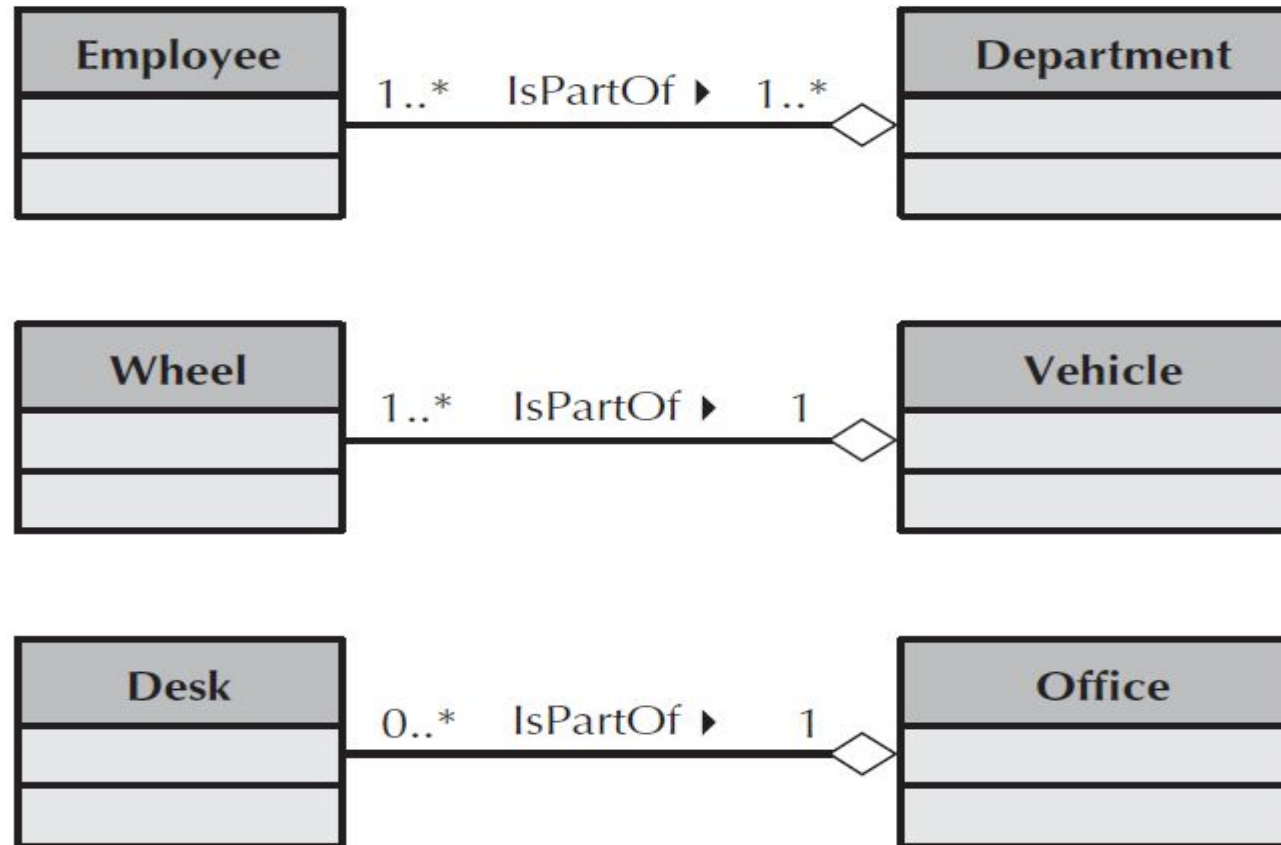 Employee
1..* IsPartOf ▶ 1..*
Department
Wheel
1..* IsPartOf ▶ 1
Vehicle
Desk
0..* IsPartOf ▶ 1
Office